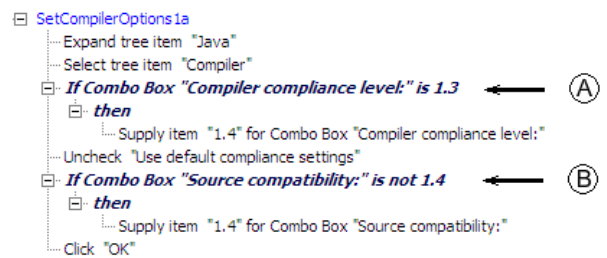 SetCompilerOptions1a
Expand tree item "Java"
Select tree item "Compiler"
If Combo Box "Compiler compliance level:" is 1.3 A
then
Supply item "1.4" for Combo Box "Compiler compliance level:"
Uncheck "Use default compliance settings"
If Combo Box "Source compatibility:" is not 1.4 B
then
Supply item "1.4" for Combo Box "Source compatibility:"
Click "OK"